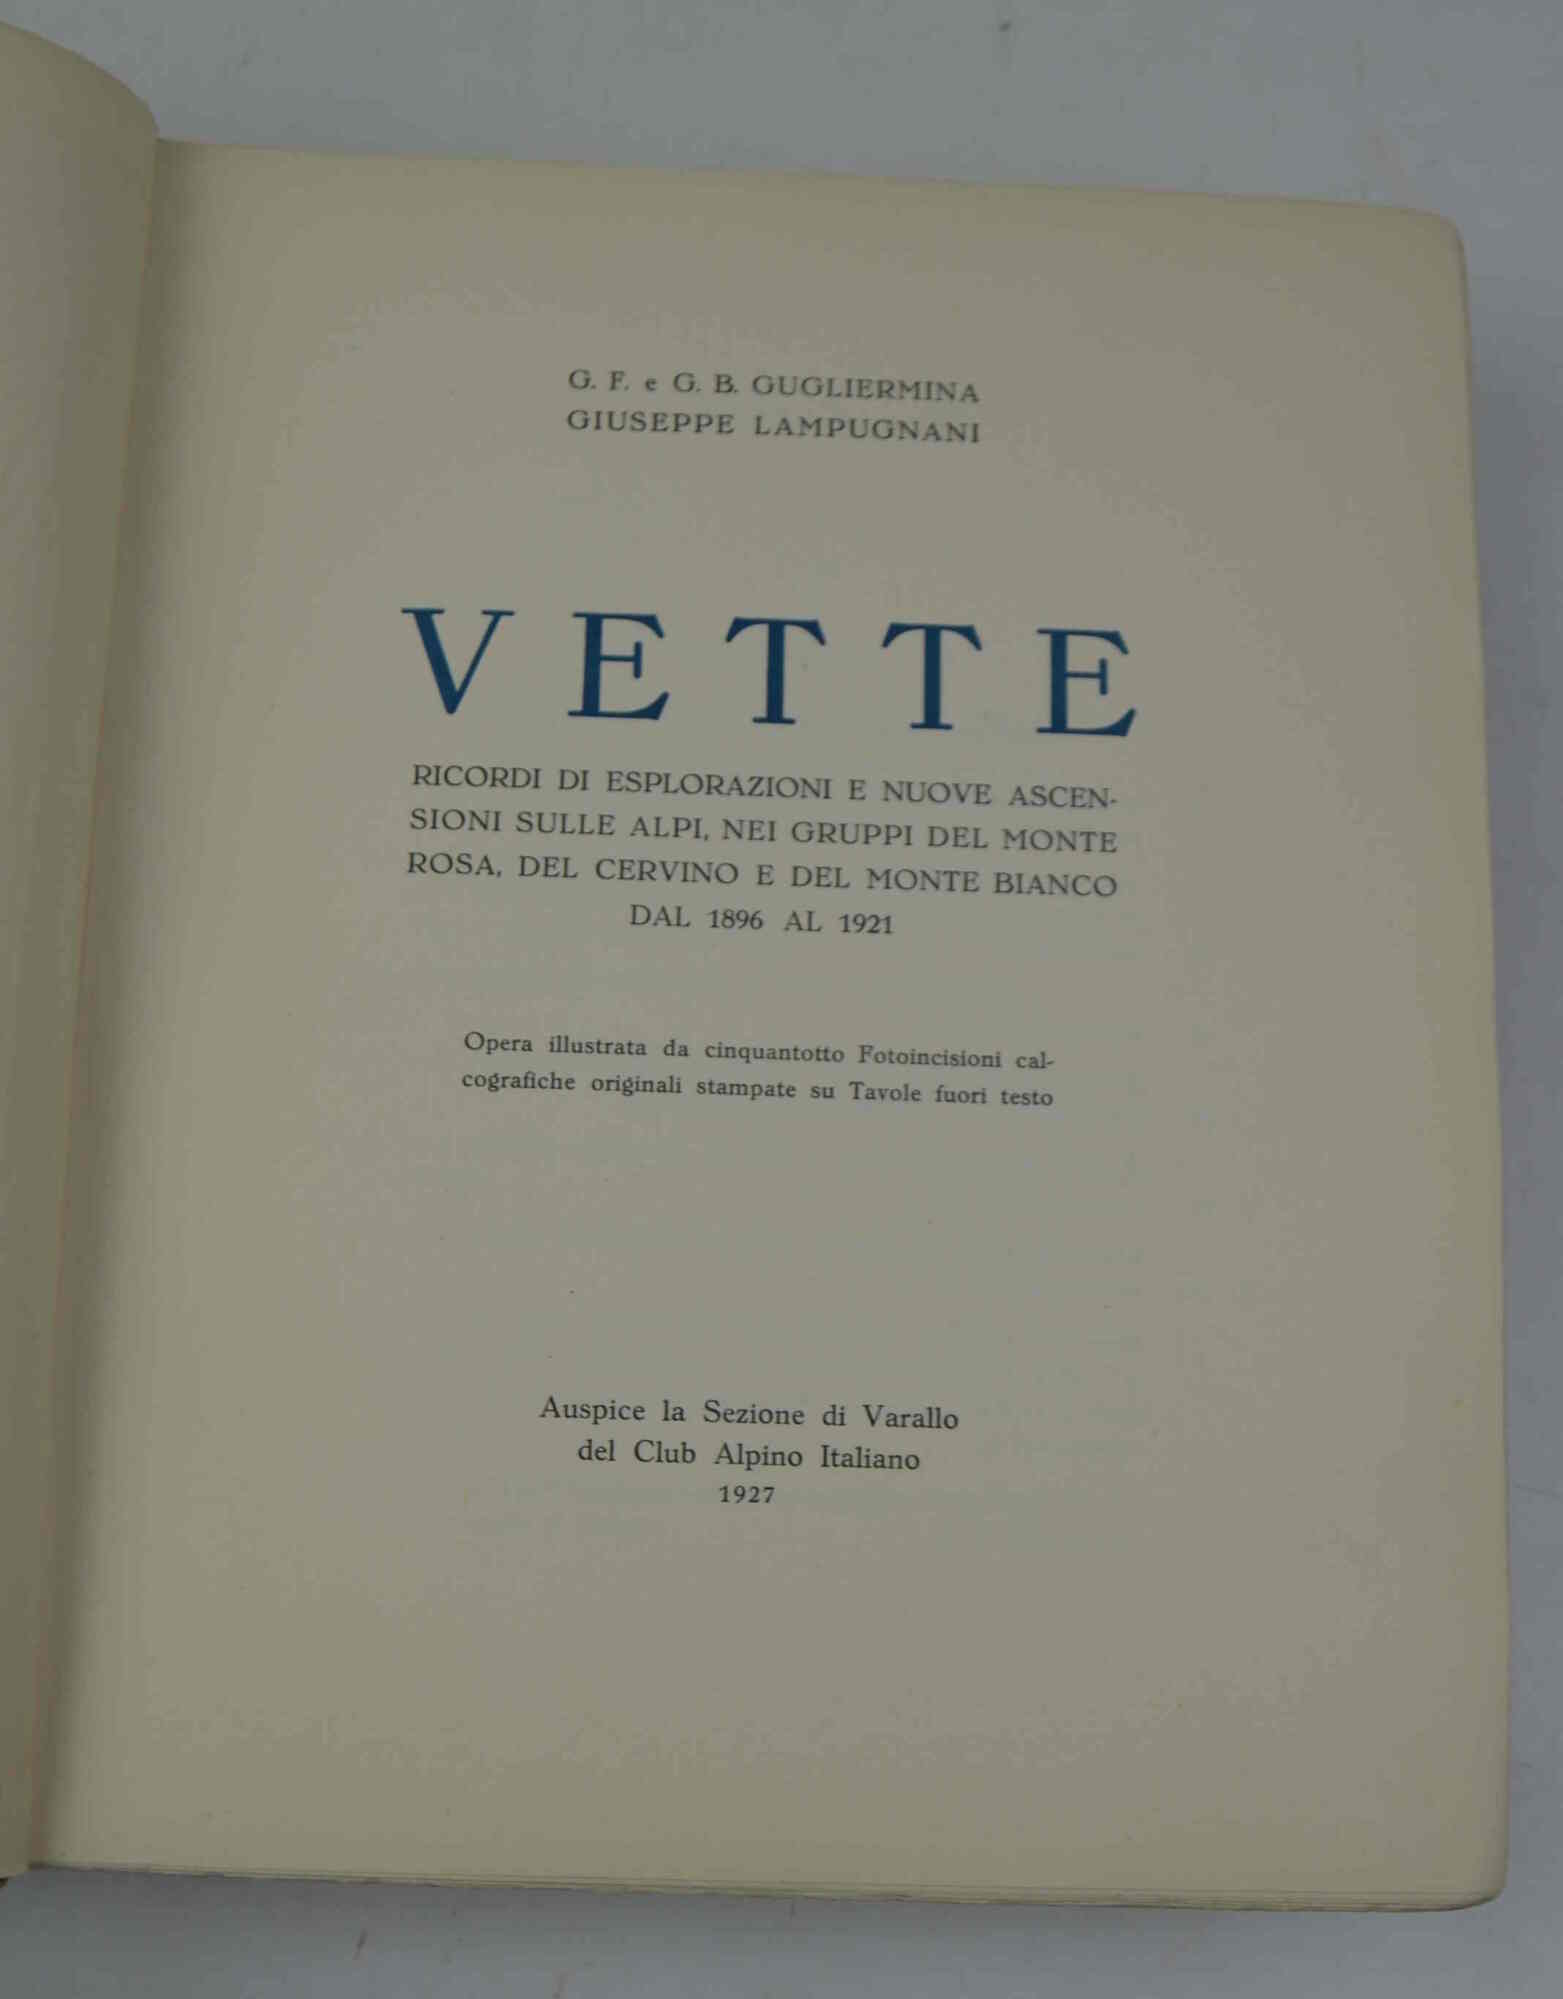 G. F. e G. B. GUGLIERMINA
GIUSEPPE LAMPUGNANI
VETTE
RICORDI DI ESPLORAZIONI E NUOVE ASCEN-
SIONI SULLE ALPI, NEI GRUPPI DEL MONTE
ROSA, DEL CERVINO E DEL MONTE BIANCO
DAL 1896 AL 1921
Opera illustrata da cinquantotto Fotoincisioni cal-
cografiche originali stampate su Tavole fuori testo
Auspice la Sezione di Varallo
del Club Alpino Italiano
1927